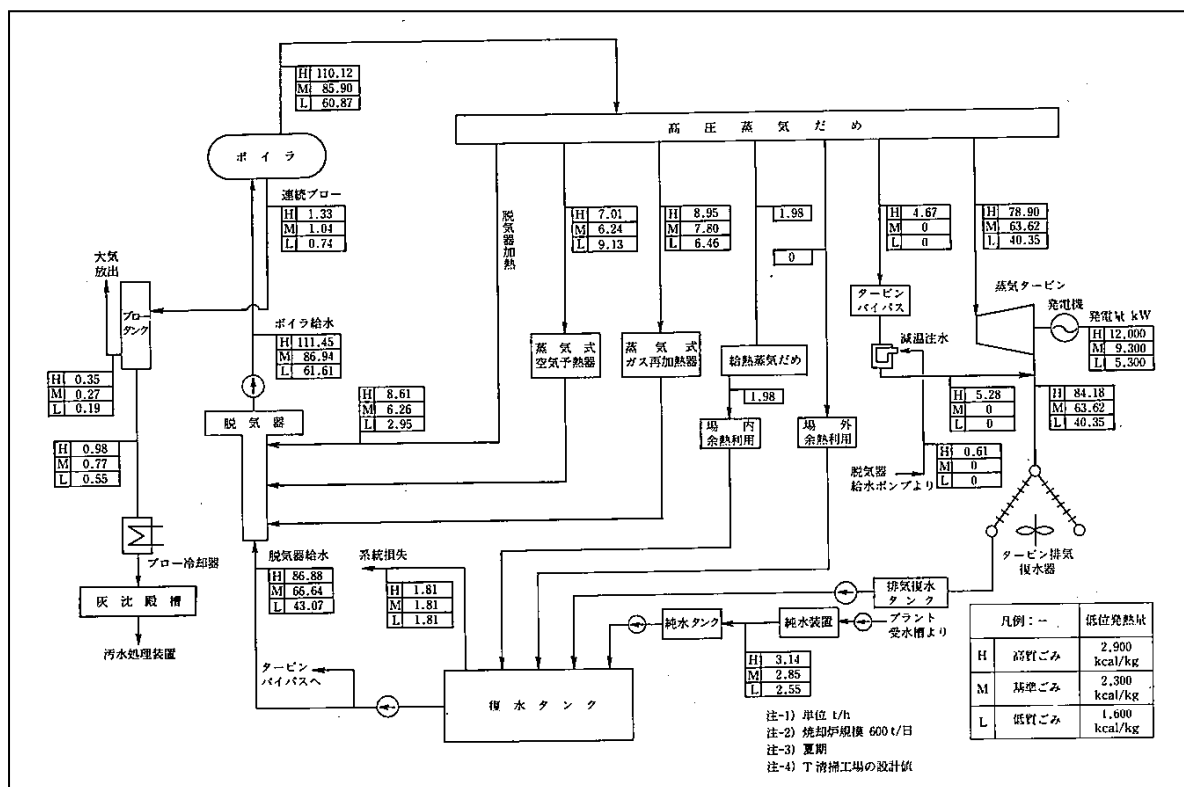 H 110.12
M 85.90
L 60.87
高圧蒸気だめ
ボイラ
連続ブロー
H 1.33
M 1.04
L 0.74
脱気器加熱
H 7.01
M 6.24
L 9.13
H 8.95
M 7.80
L 6.46
1.98
0
H 4.67
M 0
L 0
H 78.90
M 63.62
L 40.35
大気
放出
ブロー
タンク
ボイラ給水
H 111.45
M 86.94
L 61.61
蒸気式
空気予熱器
蒸気式
ガス再加熱器
給熱蒸気だめ
タービン
バイパス
減温注水
蒸気タービン
発電機
発電量 kW
H 12,000
M 9,300
L 5,300
H 0.35
M 0.27
L 0.19
脱気器
H 8.61
M 6.26
L 2.95
1.98
H 5.28
M 0
L 0
H 84.18
M 63.62
L 40.35
場内
余熱利用
場外
余熱利用
H 0.98
M 0.77
L 0.55
脱気器
給水ポンプより
H 0.61
M 0
L 0
ブロー冷却器
灰沈殿槽
汚水処理装置
脱気器給水
H 86.88
M 66.64
L 43.07
系統損失
H 1.81
M 1.81
L 1.81
タービン排気
復水器
排気復水
タンク
純水タンク
純水装置
プラント
受水槽より
H 3.14
M 2.85
L 2.55
タービン
バイパスへ
復水タンク
凡例：— 低位発熱量
H 高質ごみ 2,900 kcal/kg
M 基準ごみ 2,300 kcal/kg
L 低質ごみ 1,600 kcal/kg
注-1) 単位 t/h
注-2) 焼却炉規模 600t/日
注-3) 夏期
注-4) T清掃工場の設計値